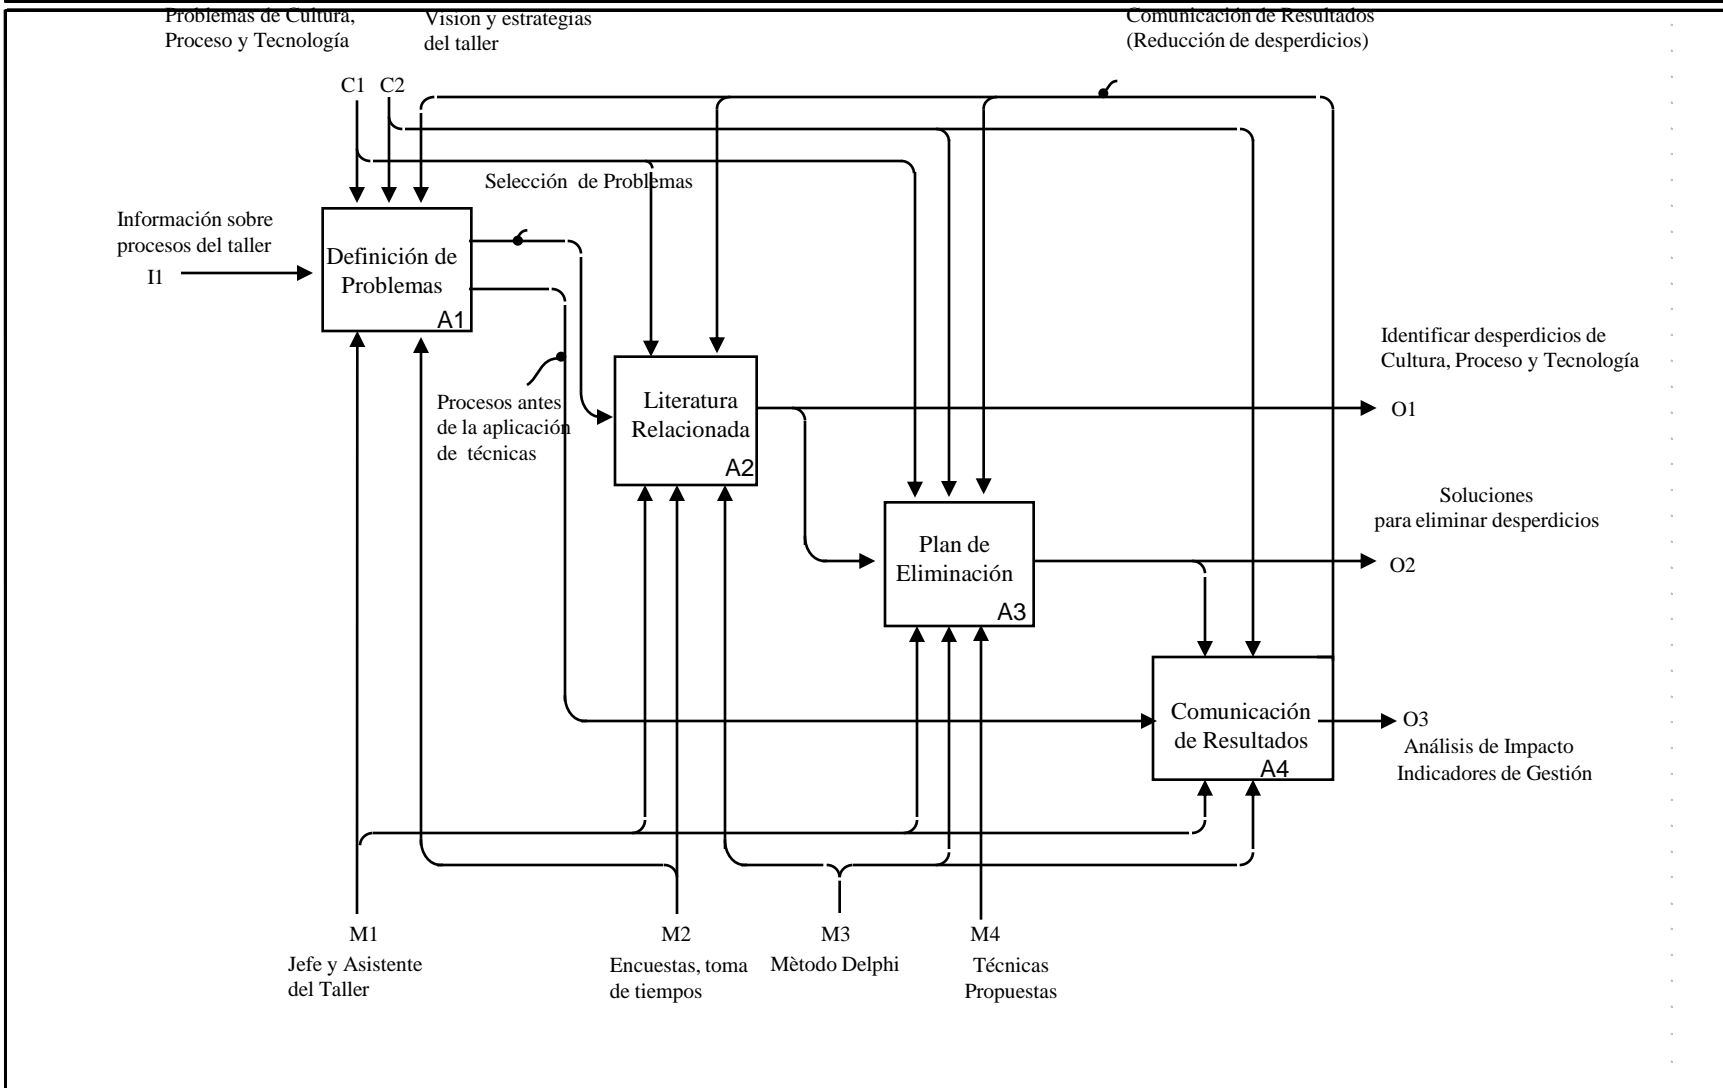 Problemas de Cultura,
Proceso y Tecnología
Vision y estrategias
del taller
Comunicación de Resultados
(Reducción de desperdicios)
C1
C2
Selección de Problemas
Información sobre
procesos del taller
I1
Definición de
Problemas
A1
Procesos antes
de la aplicación
de técnicas
Literatura
Relacionada
A2
Identificar desperdicios de
Cultura, Proceso y Tecnología
O1
Soluciones
para eliminar desperdicios
O2
Plan de
Eliminación
A3
Comunicación
de Resultados
A4
O3
Análisis de Impacto
Indicadores de Gestión
M1
Jefe y Asistente
del Taller
M2
Encuestas, toma
de tiempos
M3
Mètodo Delphi
M4
Técnicas
Propuestas